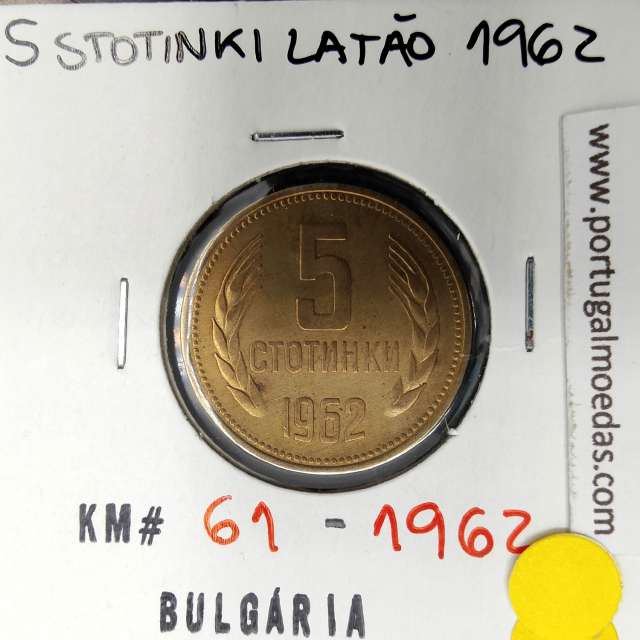 5 STOTINKI LATÃO 1962
5
СТОТИНКИ
1962
www.portugalmoedas.com
KM# 61 - 1962
BULGÁRIA